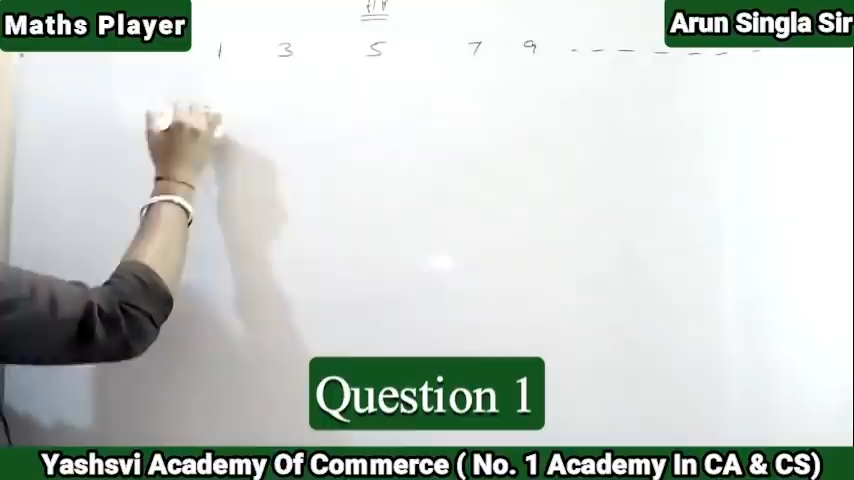 Maths Player
Arun Singla Sir
1 3 5 7 9 - - - - - - -
Question 1
Yashsvi Academy Of Commerce ( No. 1 Academy In CA & CS)